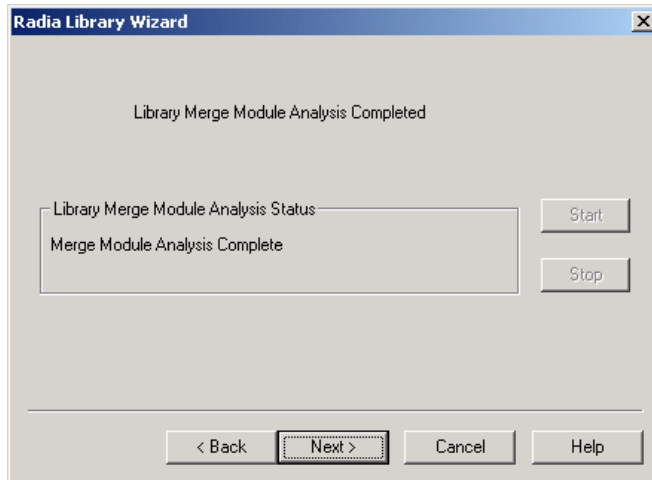 Radia Library Wizard
Library Merge Module Analysis Completed
Library Merge Module Analysis Status
Merge Module Analysis Complete
Start
Stop
< Back
Next >
Cancel
Help